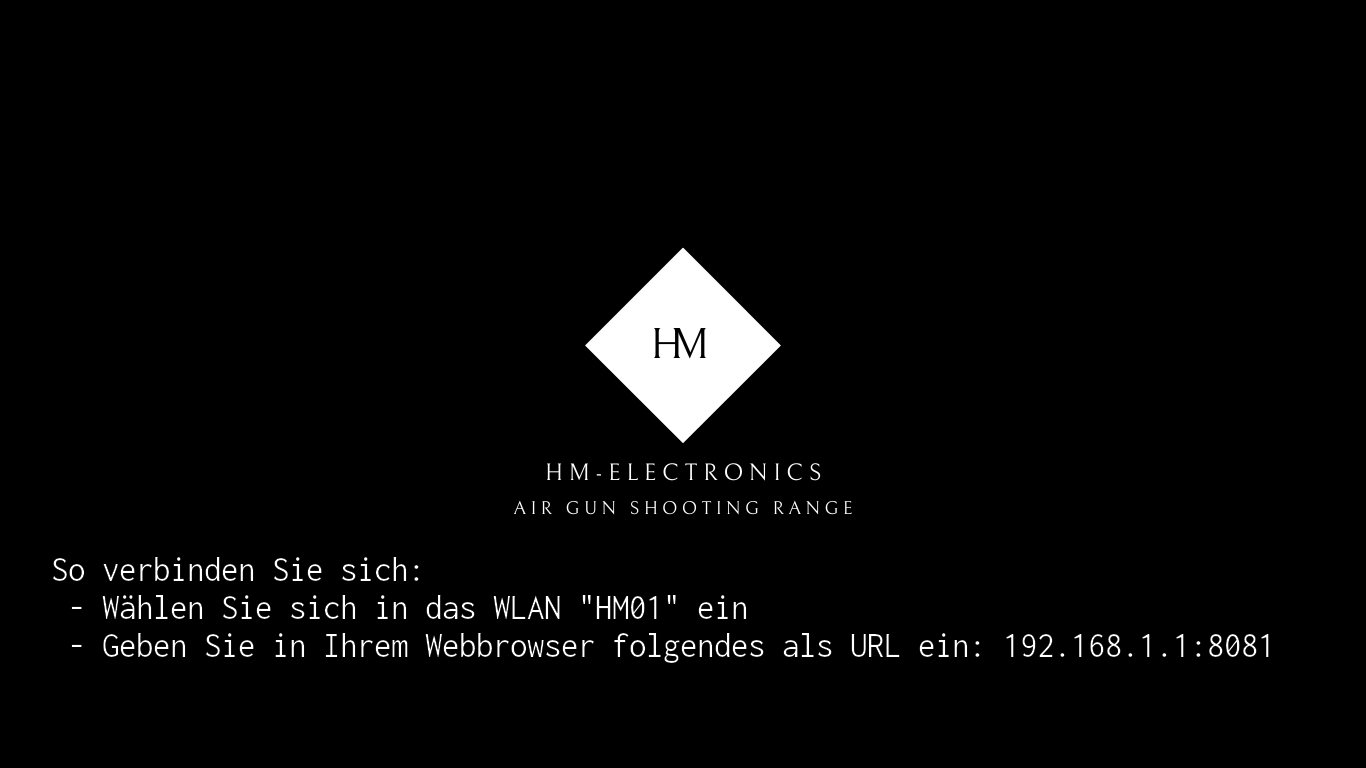 HM
HM-ELECTRONICS
AIR GUN SHOOTING RANGE
So verbinden Sie sich:
- Wählen Sie sich in das WLAN "HM01" ein
- Geben Sie in Ihrem Webbrowser folgendes als URL ein: 192.168.1.1:8081